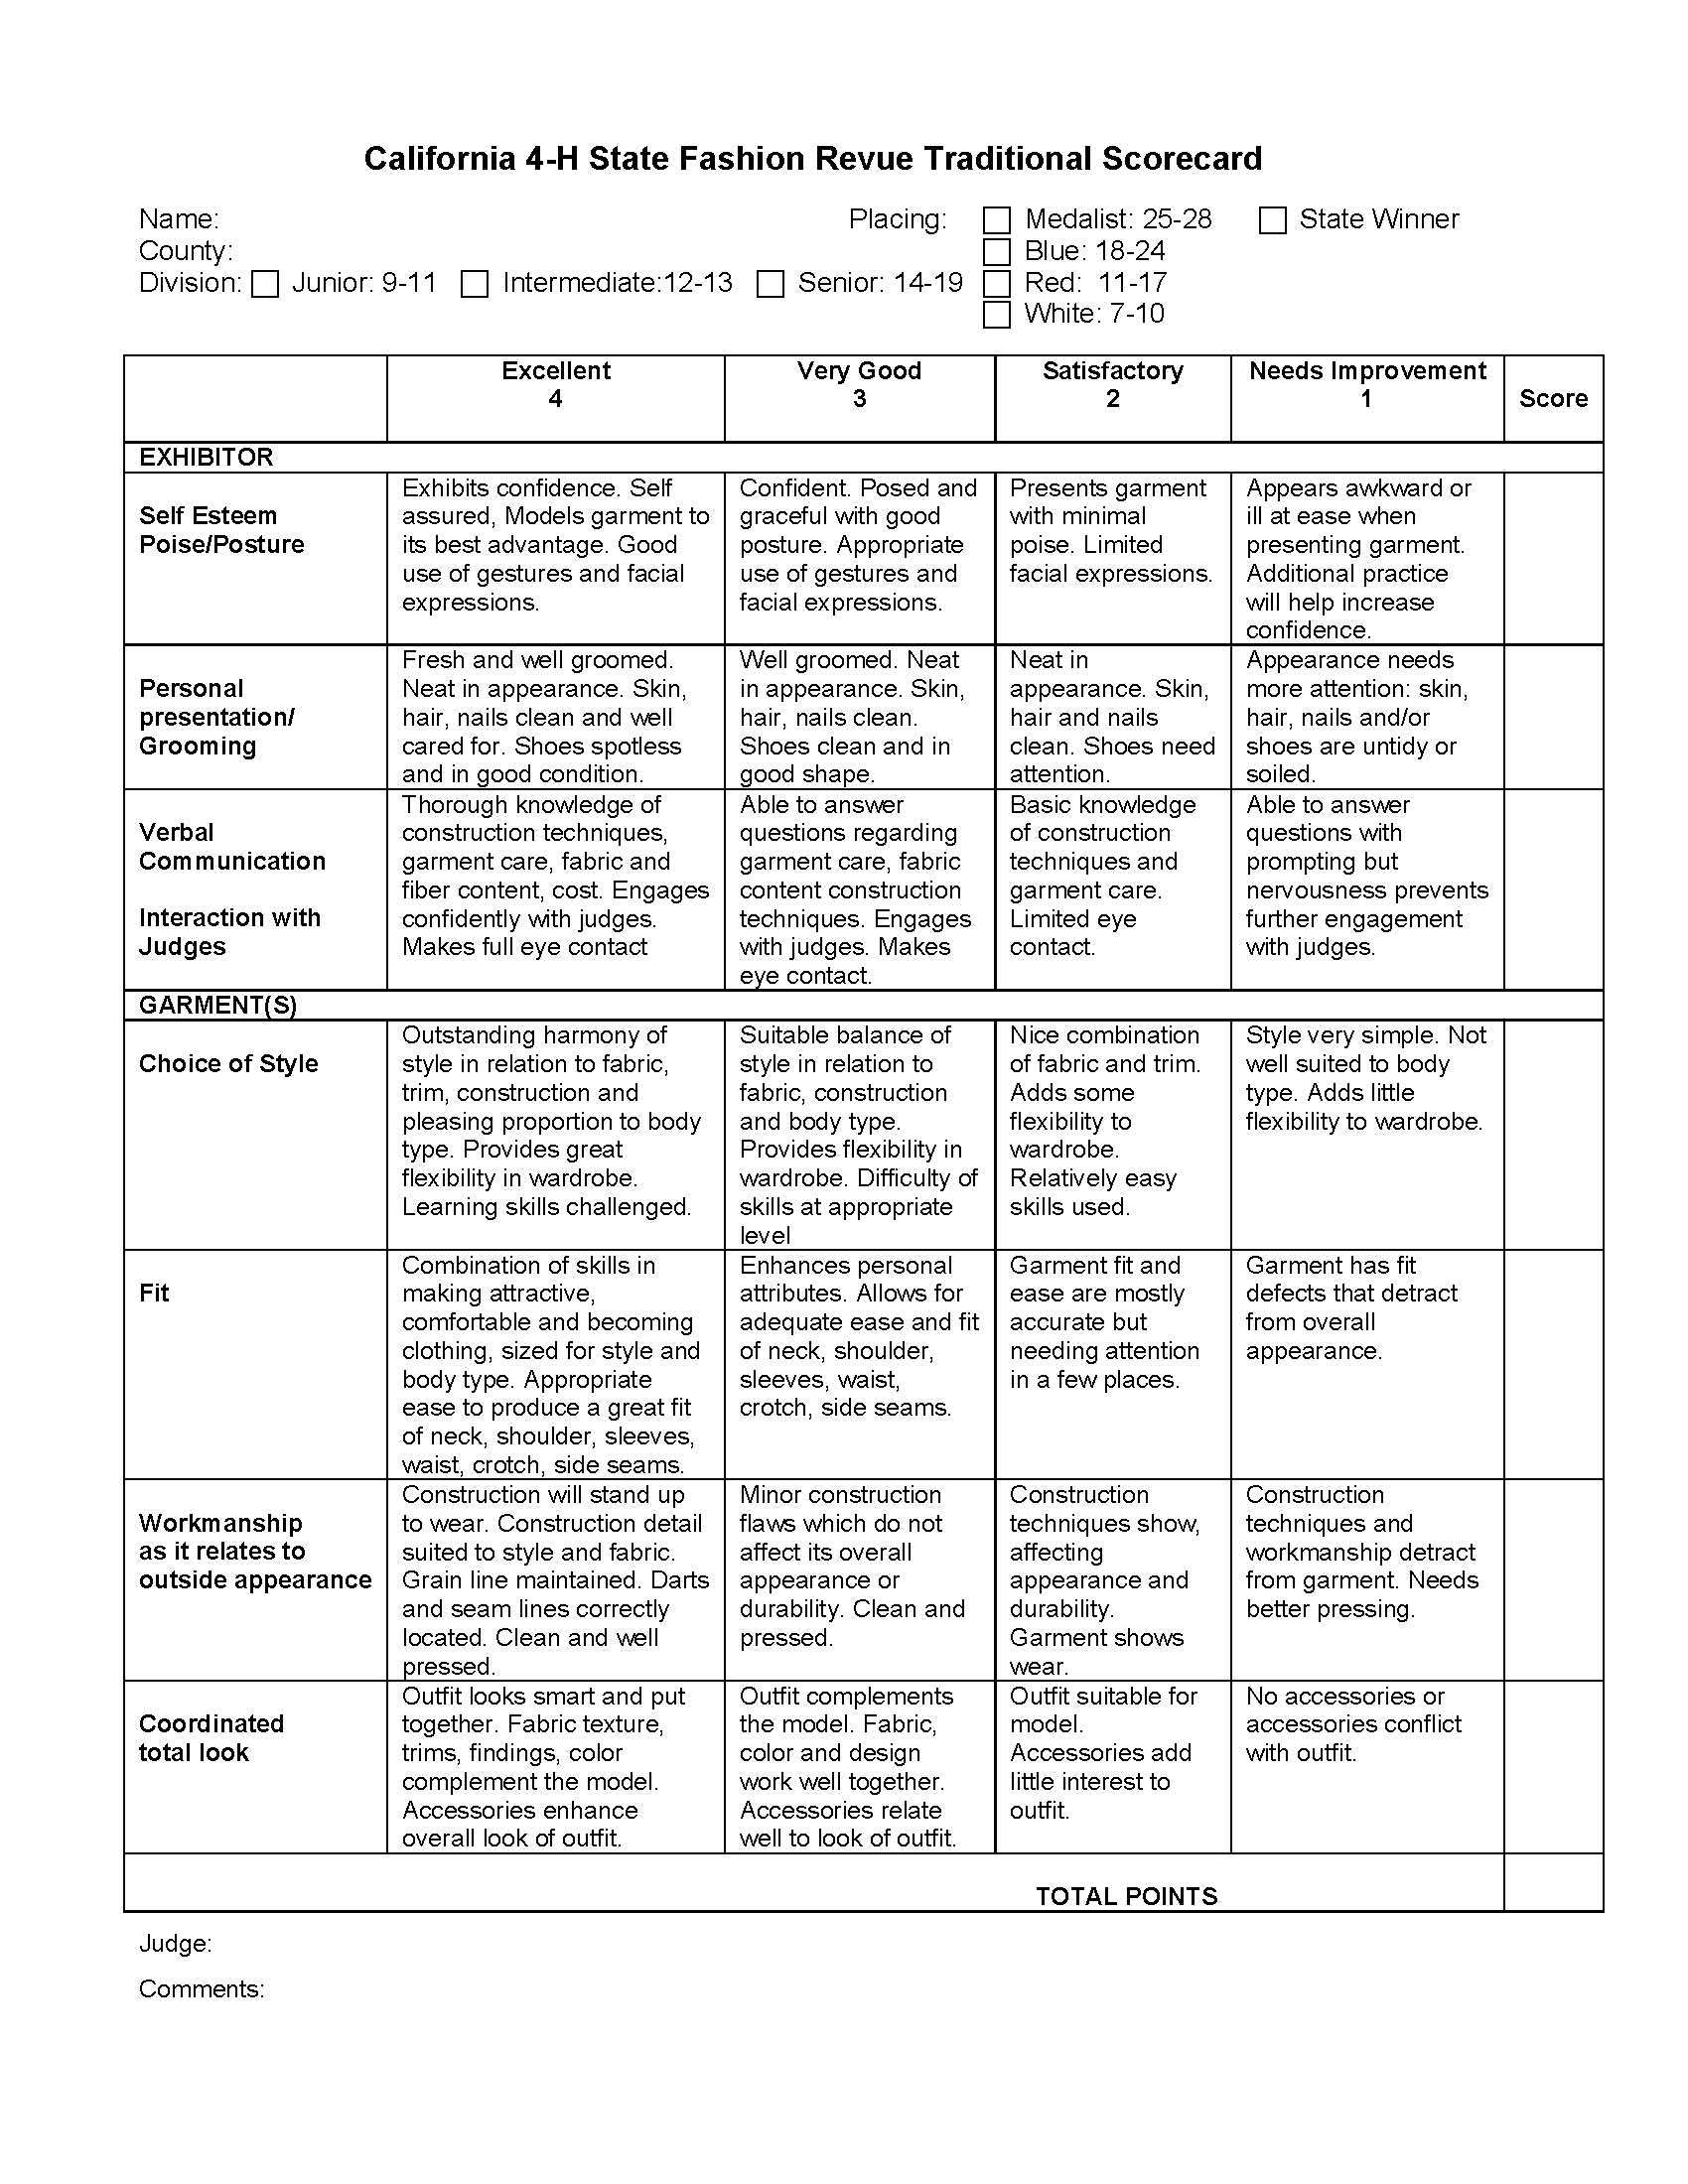 California 4-H State Fashion Revue Traditional Scorecard
Name:
Placing:
Medalist: 25-28
State Winner
County:
Blue: 18-24
Division:
Junior: 9-11
Intermediate:12-13
Senior: 14-19
Red: 11-17
White: 7-10
Excellent
4
Very Good
3
Satisfactory
2
Needs Improvement
1
Score
EXHIBITOR
Self Esteem
Poise/Posture
Exhibits confidence. Self
assured, Models garment to
its best advantage. Good
use of gestures and facial
expressions.
Confident. Posed and
graceful with good
posture. Appropriate
use of gestures and
facial expressions.
Presents garment
with minimal
poise. Limited
facial expressions.
Appears awkward or
ill at ease when
presenting garment.
Additional practice
will help increase
confidence.
Personal
presentation/
Grooming
Fresh and well groomed.
Neat in appearance. Skin,
hair, nails clean and well
cared for. Shoes spotless
and in good condition.
Well groomed. Neat
in appearance. Skin,
hair, nails clean.
Shoes clean and in
good shape.
Neat in
appearance. Skin,
hair and nails
clean. Shoes need
attention.
Appearance needs
more attention: skin,
hair, nails and/or
shoes are untidy or
soiled.
Verbal
Communication
Interaction with
Judges
Thorough knowledge of
construction techniques,
garment care, fabric and
fiber content, cost. Engages
confidently with judges.
Makes full eye contact
Able to answer
questions regarding
garment care, fabric
content construction
techniques. Engages
with judges. Makes
eye contact.
Basic knowledge
of construction
techniques and
garment care.
Limited eye
contact.
Able to answer
questions with
prompting but
nervousness prevents
further engagement
with judges.
GARMENT(S)
Choice of Style
Outstanding harmony of
style in relation to fabric,
trim, construction and
pleasing proportion to body
type. Provides great
flexibility in wardrobe.
Learning skills challenged.
Suitable balance of
style in relation to
fabric, construction
and body type.
Provides flexibility in
wardrobe. Difficulty of
skills at appropriate
level
Nice combination
of fabric and trim.
Adds some
flexibility to
wardrobe.
Relatively easy
skills used.
Style very simple. Not
well suited to body
type. Adds little
flexibility to wardrobe.
Fit
Combination of skills in
making attractive,
comfortable and becoming
clothing, sized for style and
body type. Appropriate
ease to produce a great fit
of neck, shoulder, sleeves,
waist, crotch, side seams.
Enhances personal
attributes. Allows for
adequate ease and fit
of neck, shoulder,
sleeves, waist,
crotch, side seams.
Garment fit and
ease are mostly
accurate but
needing attention
in a few places.
Garment has fit
defects that detract
from overall
appearance.
Workmanship
as it relates to
outside appearance
Construction will stand up
to wear. Construction detail
suited to style and fabric.
Grain line maintained. Darts
and seam lines correctly
located. Clean and well
pressed.
Minor construction
flaws which do not
affect its overall
appearance or
durability. Clean and
pressed.
Construction
techniques show,
affecting
appearance and
durability.
Garment shows
wear.
Construction
techniques and
workmanship detract
from garment. Needs
better pressing.
Coordinated
total look
Outfit looks smart and put
together. Fabric texture,
trims, findings, color
complement the model.
Accessories enhance
overall look of outfit.
Outfit complements
the model. Fabric,
color and design
work well together.
Accessories relate
well to look of outfit.
Outfit suitable for
model.
Accessories add
little interest to
outfit.
No accessories or
accessories conflict
with outfit.
TOTAL POINTS
Judge:
Comments: